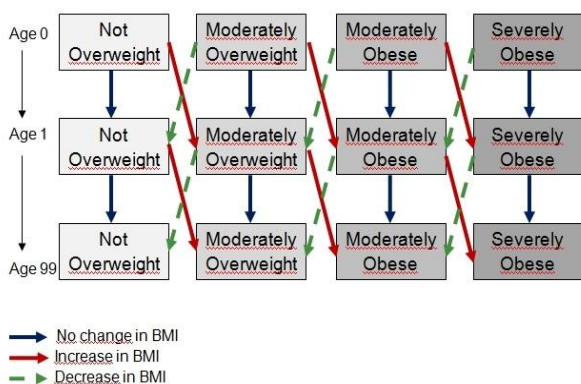 Age 0
Not
Overweight
Moderately
Overweight
Moderately
Obese
Severely
Obese
Age 1
Not
Overweight
Moderately
Overweight
Moderately
Obese
Severely
Obese
Age 99
Not
Overweight
Moderately
Overweight
Moderately
Obese
Severely
Obese
No change in BMI
Increase in BMI
Decrease in BMI